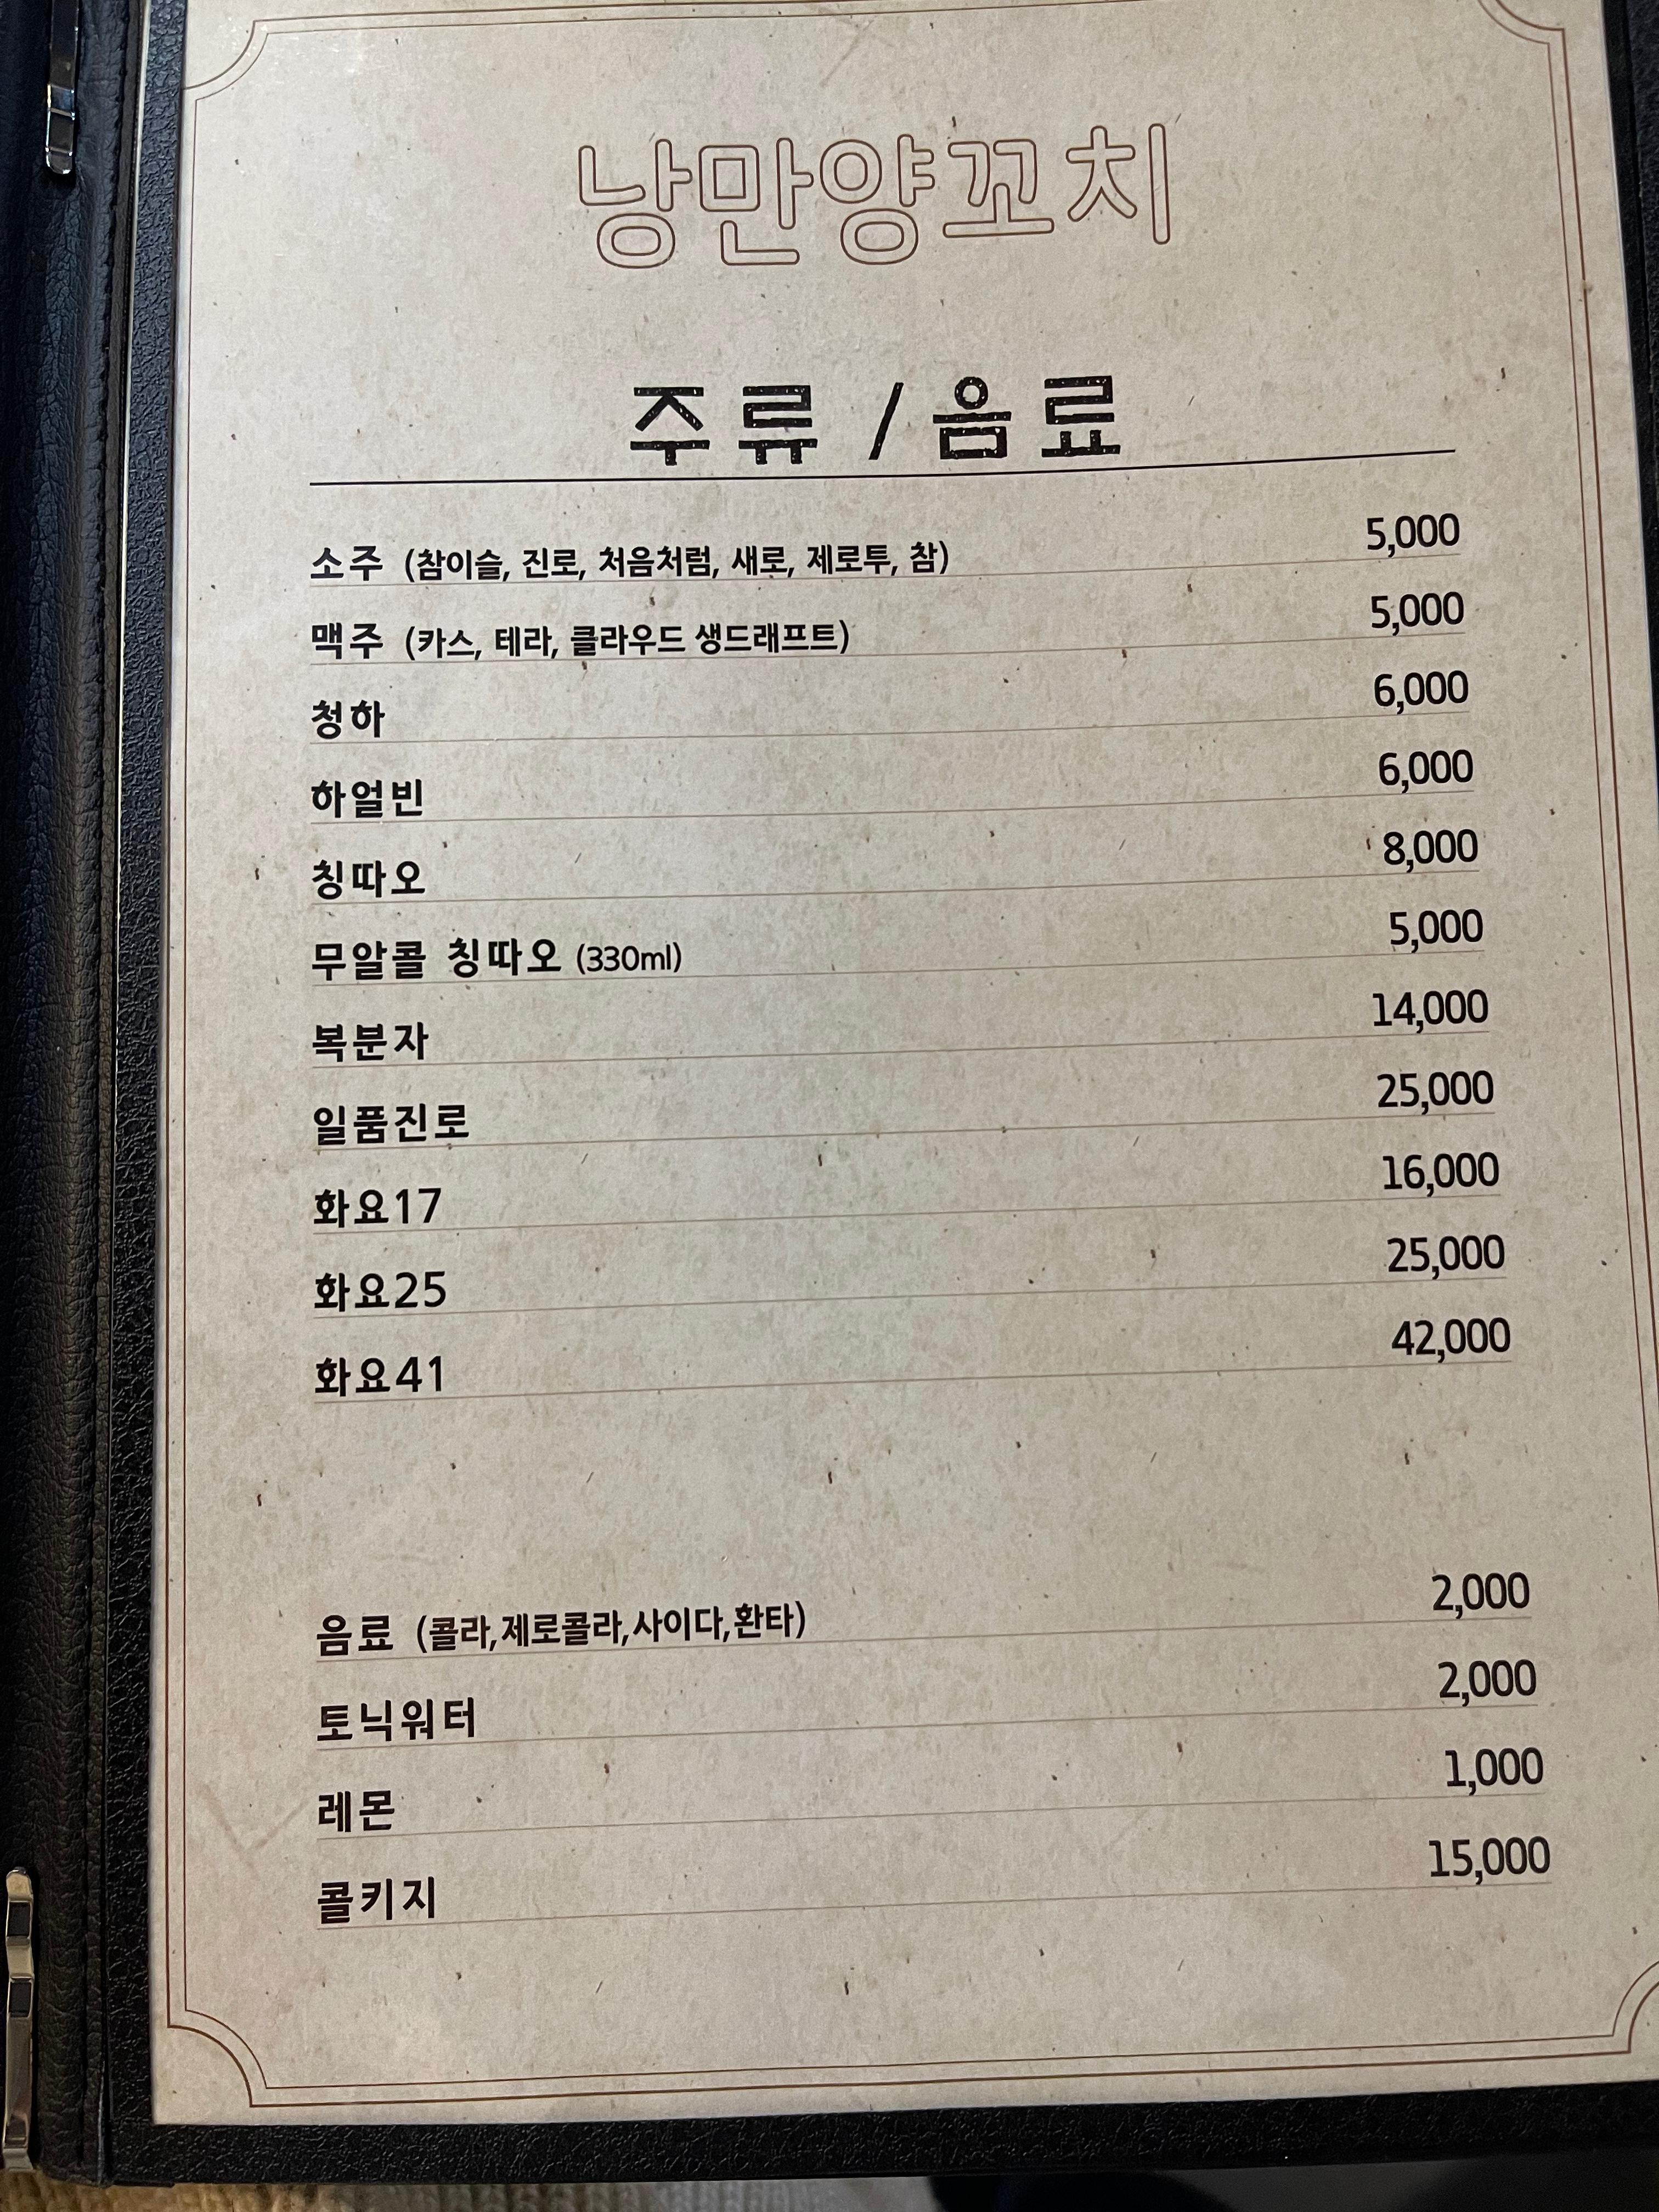 낭만양꼬치
주류 / 음료
소주 (참이슬, 진로, 처음처럼, 새로, 제로투, 참) 5,000
맥주 (카스, 테라, 클라우드 생드래프트) 5,000
청하 6,000
하얼빈 6,000
칭따오 8,000
무알콜 칭따오 (330ml) 5,000
복분자 14,000
일품진로 25,000
화요17 16,000
화요25 25,000
화요41 42,000
음료 (콜라,제로콜라,사이다,환타) 2,000
토닉워터 2,000
레몬 1,000
콜키지 15,000